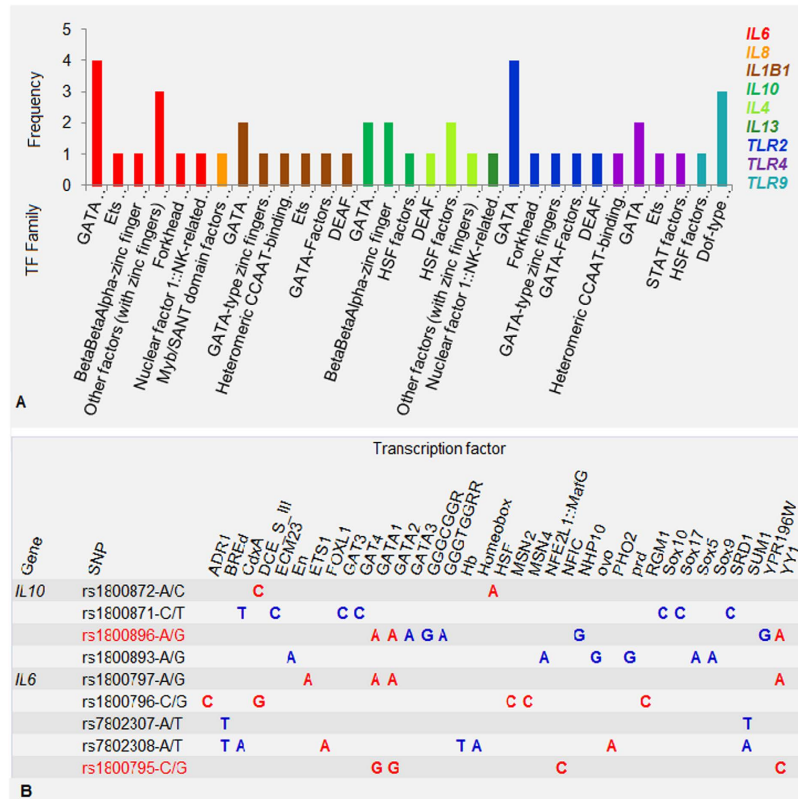 5
4
3
2
1
0
Frequency
TF Family
IL6
IL8
IL1B1
IL10
IL4
IL13
TLR2
TLR4
TLR9
GATA ..
Ets ..
BetaBetaAlpha-zinc finger ..
Other factors (with zinc fingers) ..
Forkhead ..
Nuclear factor 1::NK-related..
Myb/SANT domain factors ..
GATA ..
GATA-type zinc fingers..
Heteromeric CCAAT-binding..
Ets ..
GATA-Factors..
DEAF..
GATA..
BetaBetaAlpha-zinc finger ..
HSF factors..
DEAF..
HSF factors..
Other factors (with zinc fingers) ..
Nuclear factor 1::NK-related..
GATA ..
Forkhead ..
GATA-type zinc fingers..
GATA-Factors..
DEAF..
Heteromeric CCAAT-binding..
GATA..
Ets ..
STAT factors..
HSF factors..
Dof-type ..
A
Transcription factor
Gene SNP ADR1 BREd CdxA DCE_S_III ECM23 En ETS1 FOXL1 GAT3 GAT4 GATA1 GATA2 GATA3 GGGCGGR GGGTGGRR Hb Homeobox HSF MSN2 MSN4 NFE2L1::MafG NFIC NHP10 ovo PHO2 prd RGM1 Sox10 Sox17 Sox5 Sox9 SRD1 SUM1 YPR196W YY1
IL10 rs1800872-A/C C A
rs1800871-C/T T C C C C C C
rs1800896-A/G A A A G A G G A
rs1800893-A/G A A G G A A
IL6 rs1800797-A/G A A A A
rs1800796-C/G C G C C C
rs7802307-A/T T T
rs7802308-A/T T A A T A A A
rs1800795-C/G G G C C
B